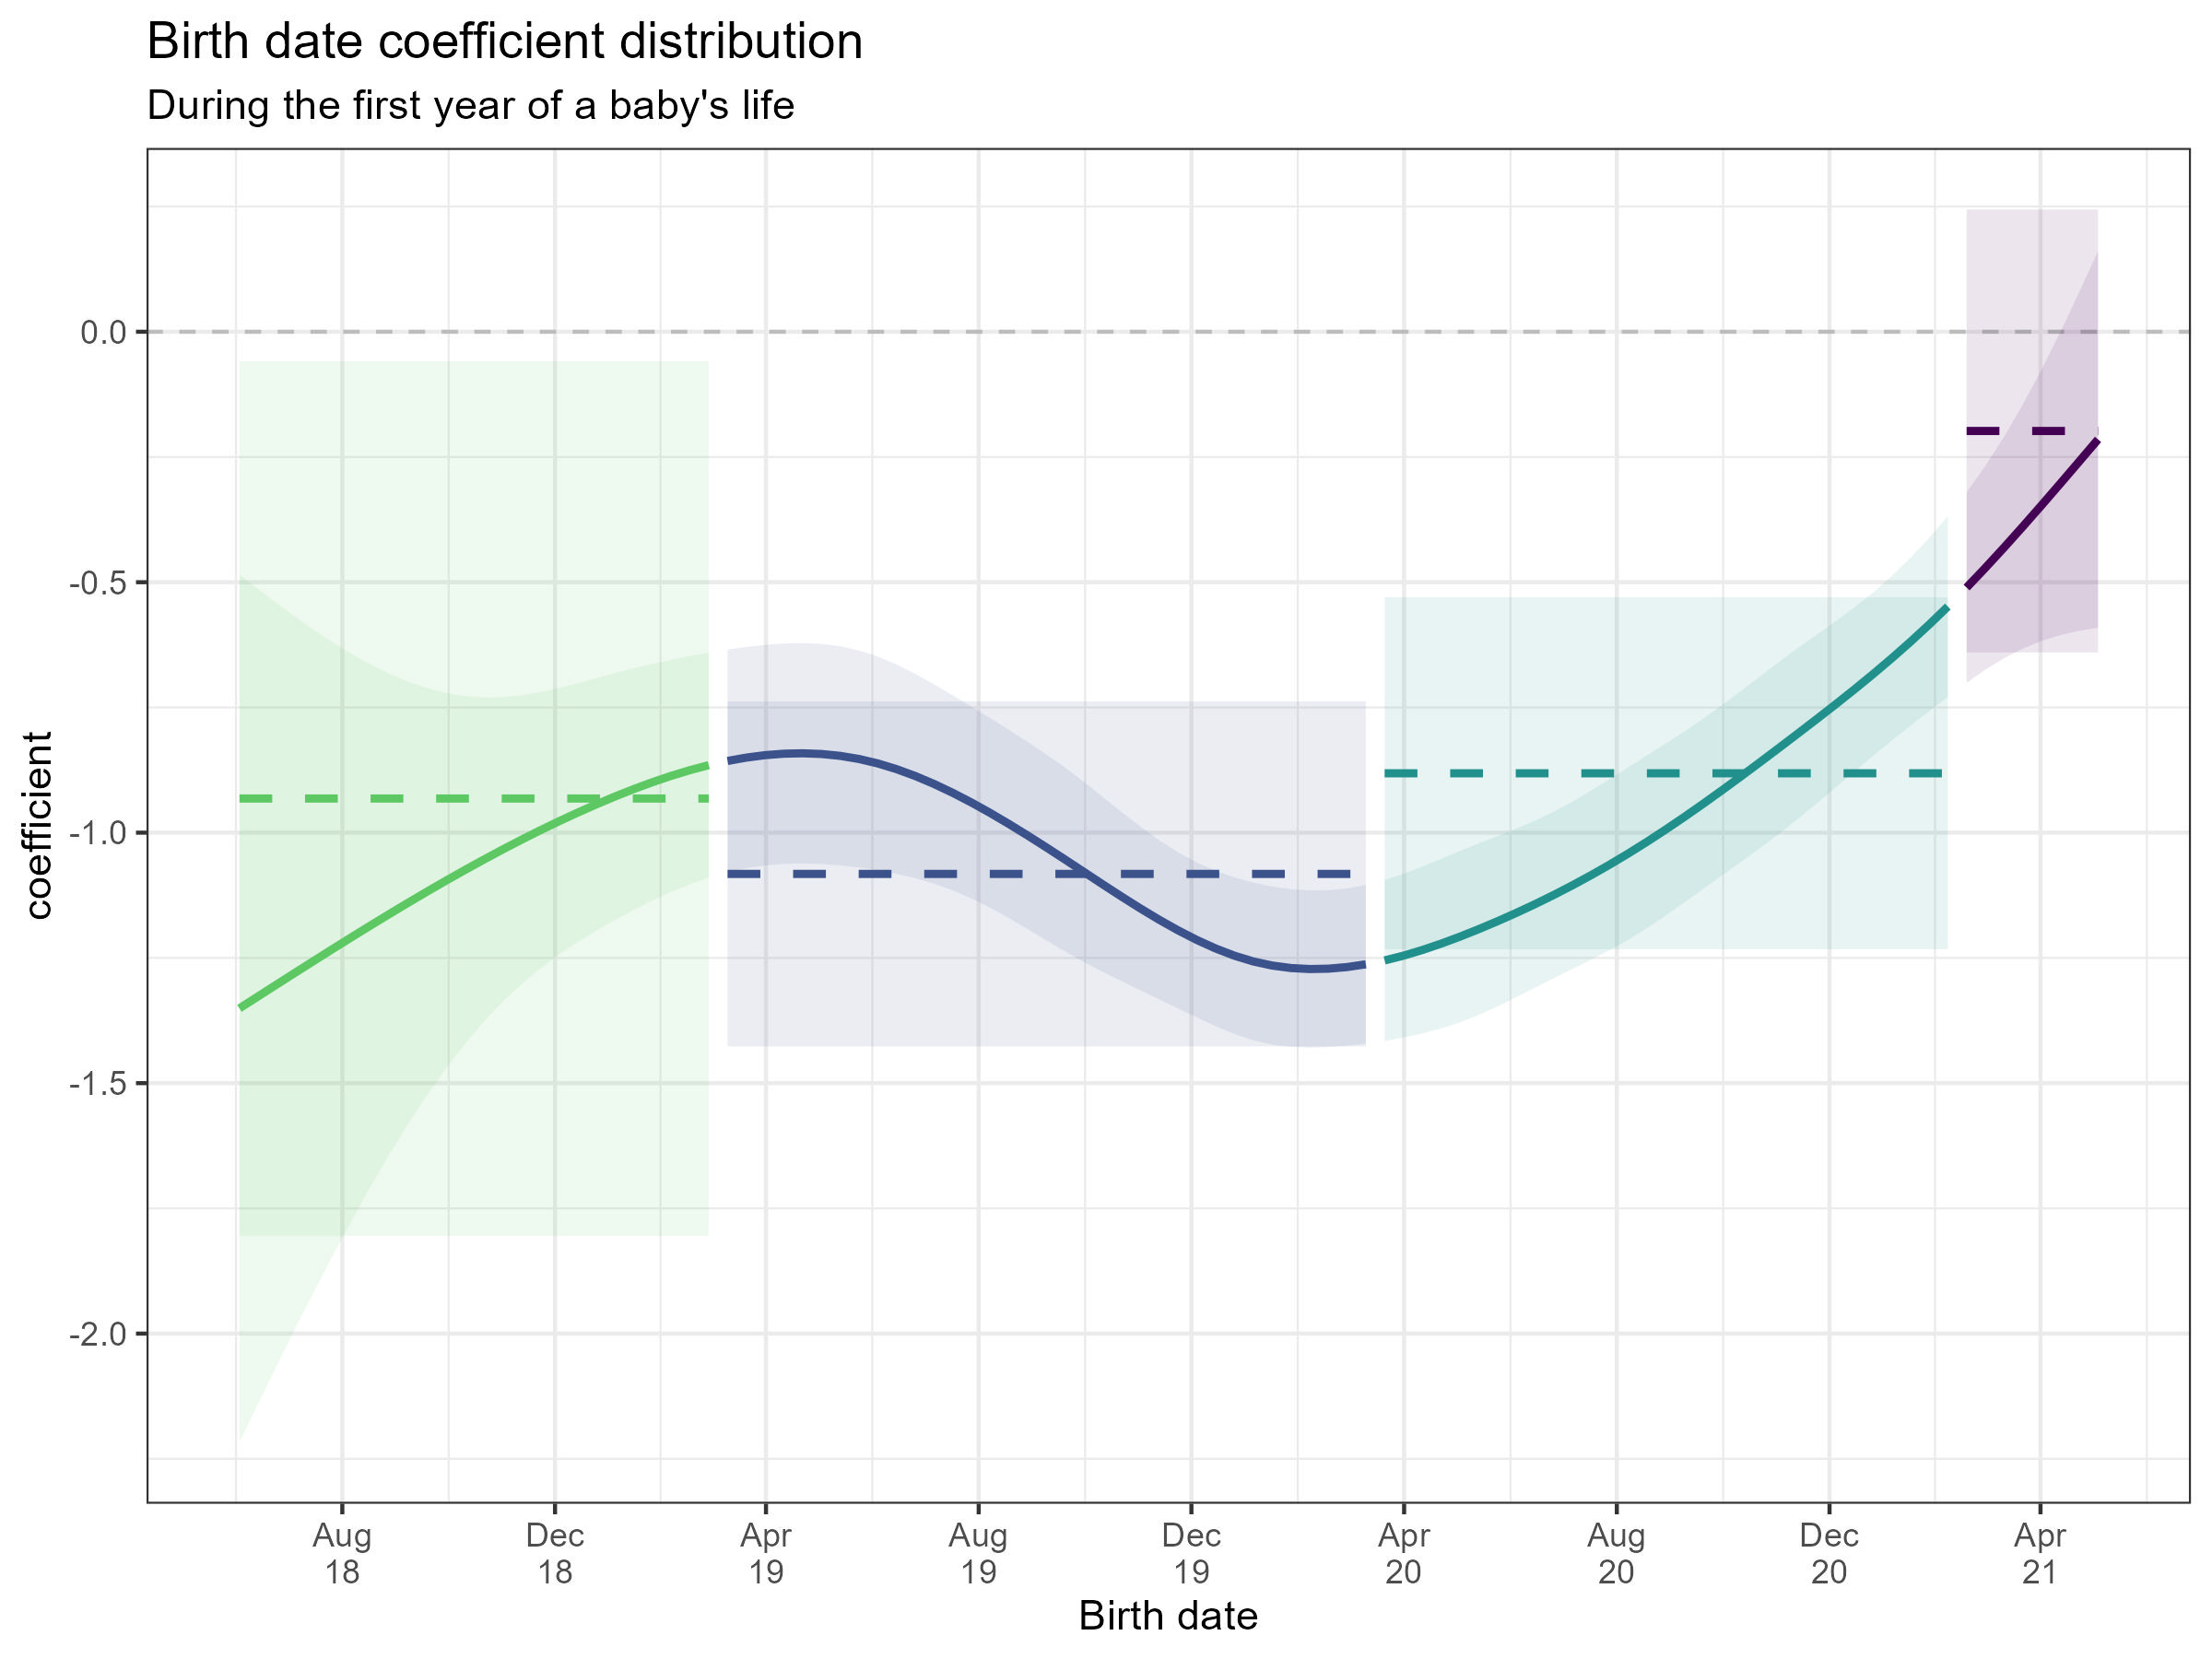 Birth date coefficient distribution
During the first year of a baby's life
coefficient
0.0
-0.5
-1.0
-1.5
-2.0
Aug Dec Apr Aug Dec Apr Aug Dec Apr
18 18 19 19 19 20 20 20 21
Birth date